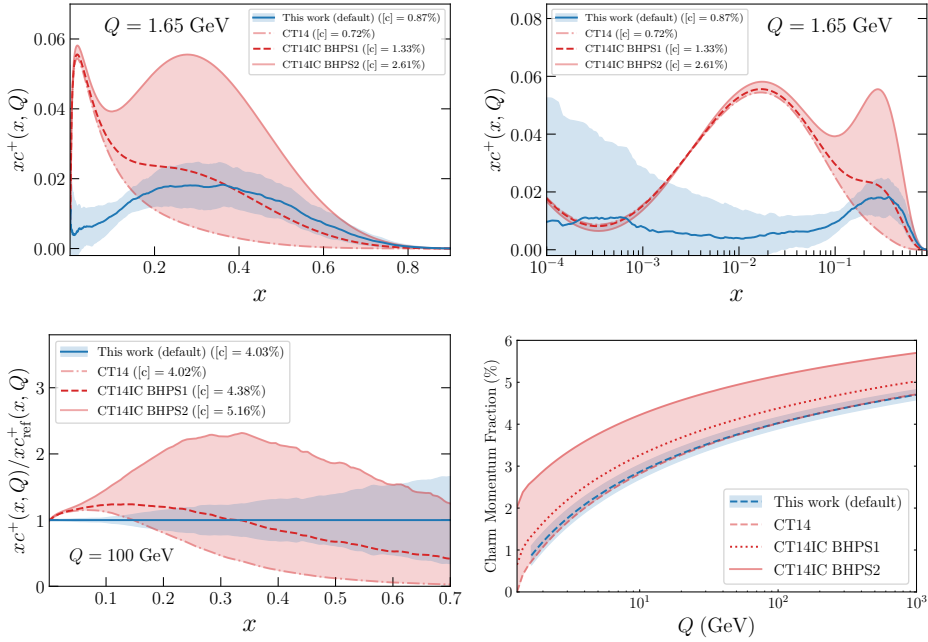 Q = 1.65 GeV
This work (default) ([c] = 0.87%)
CT14 ([c] = 0.72%)
CT14IC BHPS1 ([c] = 1.33%)
CT14IC BHPS2 ([c] = 2.61%)
xc⁺(x, Q)
0.06
0.04
0.02
0.00
0.2 0.4 0.6 0.8
x
This work (default) ([c] = 0.87%)
CT14 ([c] = 0.72%)
CT14IC BHPS1 ([c] = 1.33%)
CT14IC BHPS2 ([c] = 2.61%)
Q = 1.65 GeV
xc⁺(x, Q)
0.08
0.06
0.04
0.02
0.00
10⁻⁴ 10⁻³ 10⁻² 10⁻¹
x
This work (default) ([c] = 4.03%)
CT14 ([c] = 4.02%)
CT14IC BHPS1 ([c] = 4.38%)
CT14IC BHPS2 ([c] = 5.16%)
xc⁺(x, Q)/xc⁺ref(x, Q)
3
2
1
0
Q = 100 GeV
0.1 0.2 0.3 0.4 0.5 0.6 0.7
x
Charm Momentum Fraction (%)
6
5
4
3
2
1
0
This work (default)
CT14
CT14IC BHPS1
CT14IC BHPS2
10¹ 10² 10³
Q (GeV)